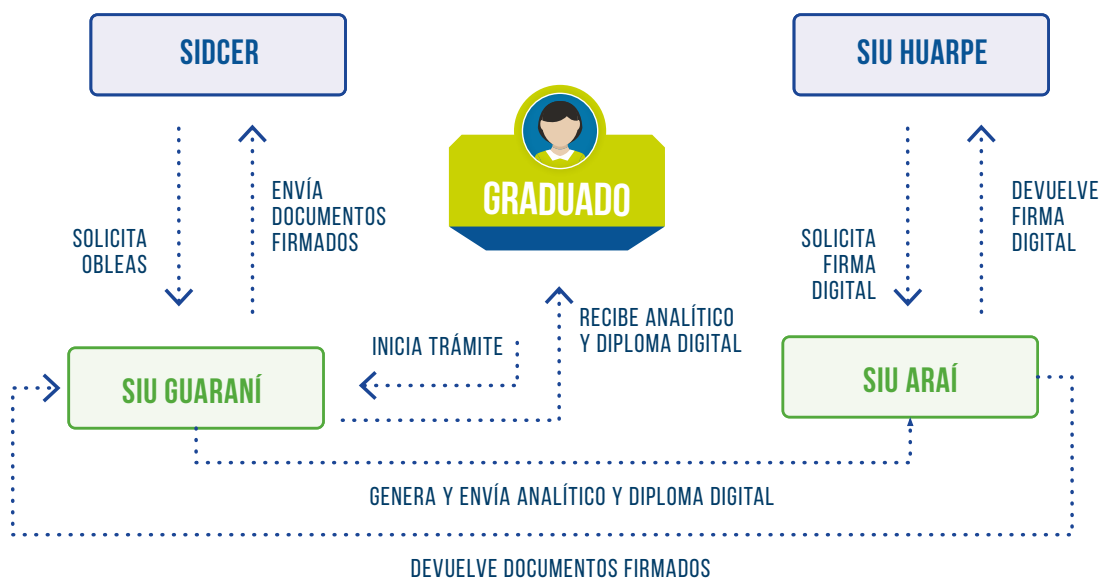 SIDCER
SIU HUARPE
GRADUADO
ENVÍA
DOCUMENTOS
FIRMADOS
SOLICITA
OBLEAS
DEVUELVE
FIRMA
DIGITAL
SOLICITA
FIRMA
DIGITAL
RECIBE ANALÍTICO
Y DIPLOMA DIGITAL
INICIA TRÁMITE
SIU GUARANÍ
SIU ARAÍ
GENERA Y ENVÍA ANALÍTICO Y DIPLOMA DIGITAL
DEVUELVE DOCUMENTOS FIRMADOS